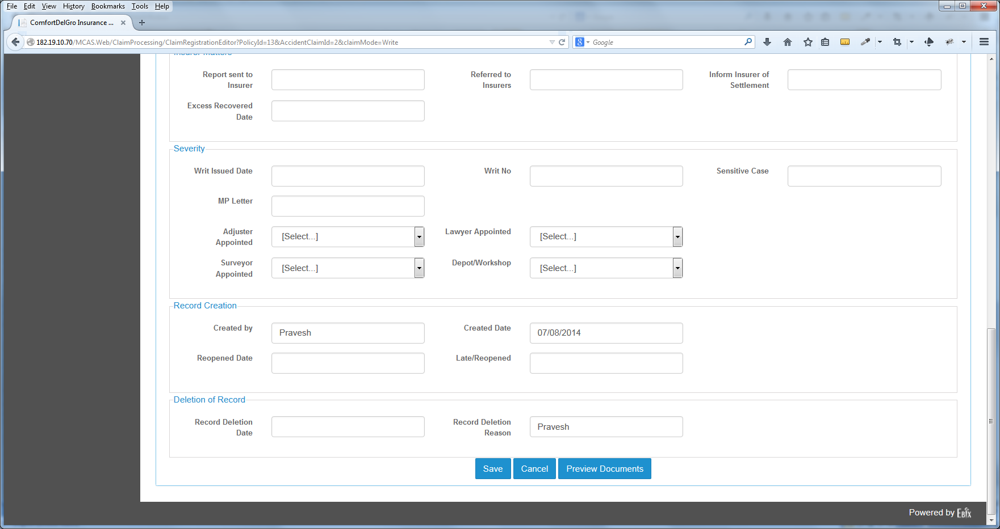 File Edit View History Bookmarks Tools Help
ComfortDelGro Insurance ...
182.19.10.70/MCAS.Web/ClaimProcessing/ClaimRegistrationEditor?PolicyId=13&AccidentClaimId=2&claimMode=Write
Google
Insurer Matters
Report sent to
Insurer
Referred to
Insurers
Inform Insurer of
Settlement
Excess Recovered
Date
Severity
Writ Issued Date
Writ No
Sensitive Case
MP Letter
Adjuster
Appointed
[Select...]
Lawyer Appointed
[Select...]
Surveyor
Appointed
[Select...]
Depot/Workshop
[Select...]
Record Creation
Created by
Pravesh
Created Date
07/08/2014
Reopened Date
Late/Reopened
Deletion of Record
Record Deletion
Date
Record Deletion
Reason
Pravesh
Save
Cancel
Preview Documents
Powered by Ebix